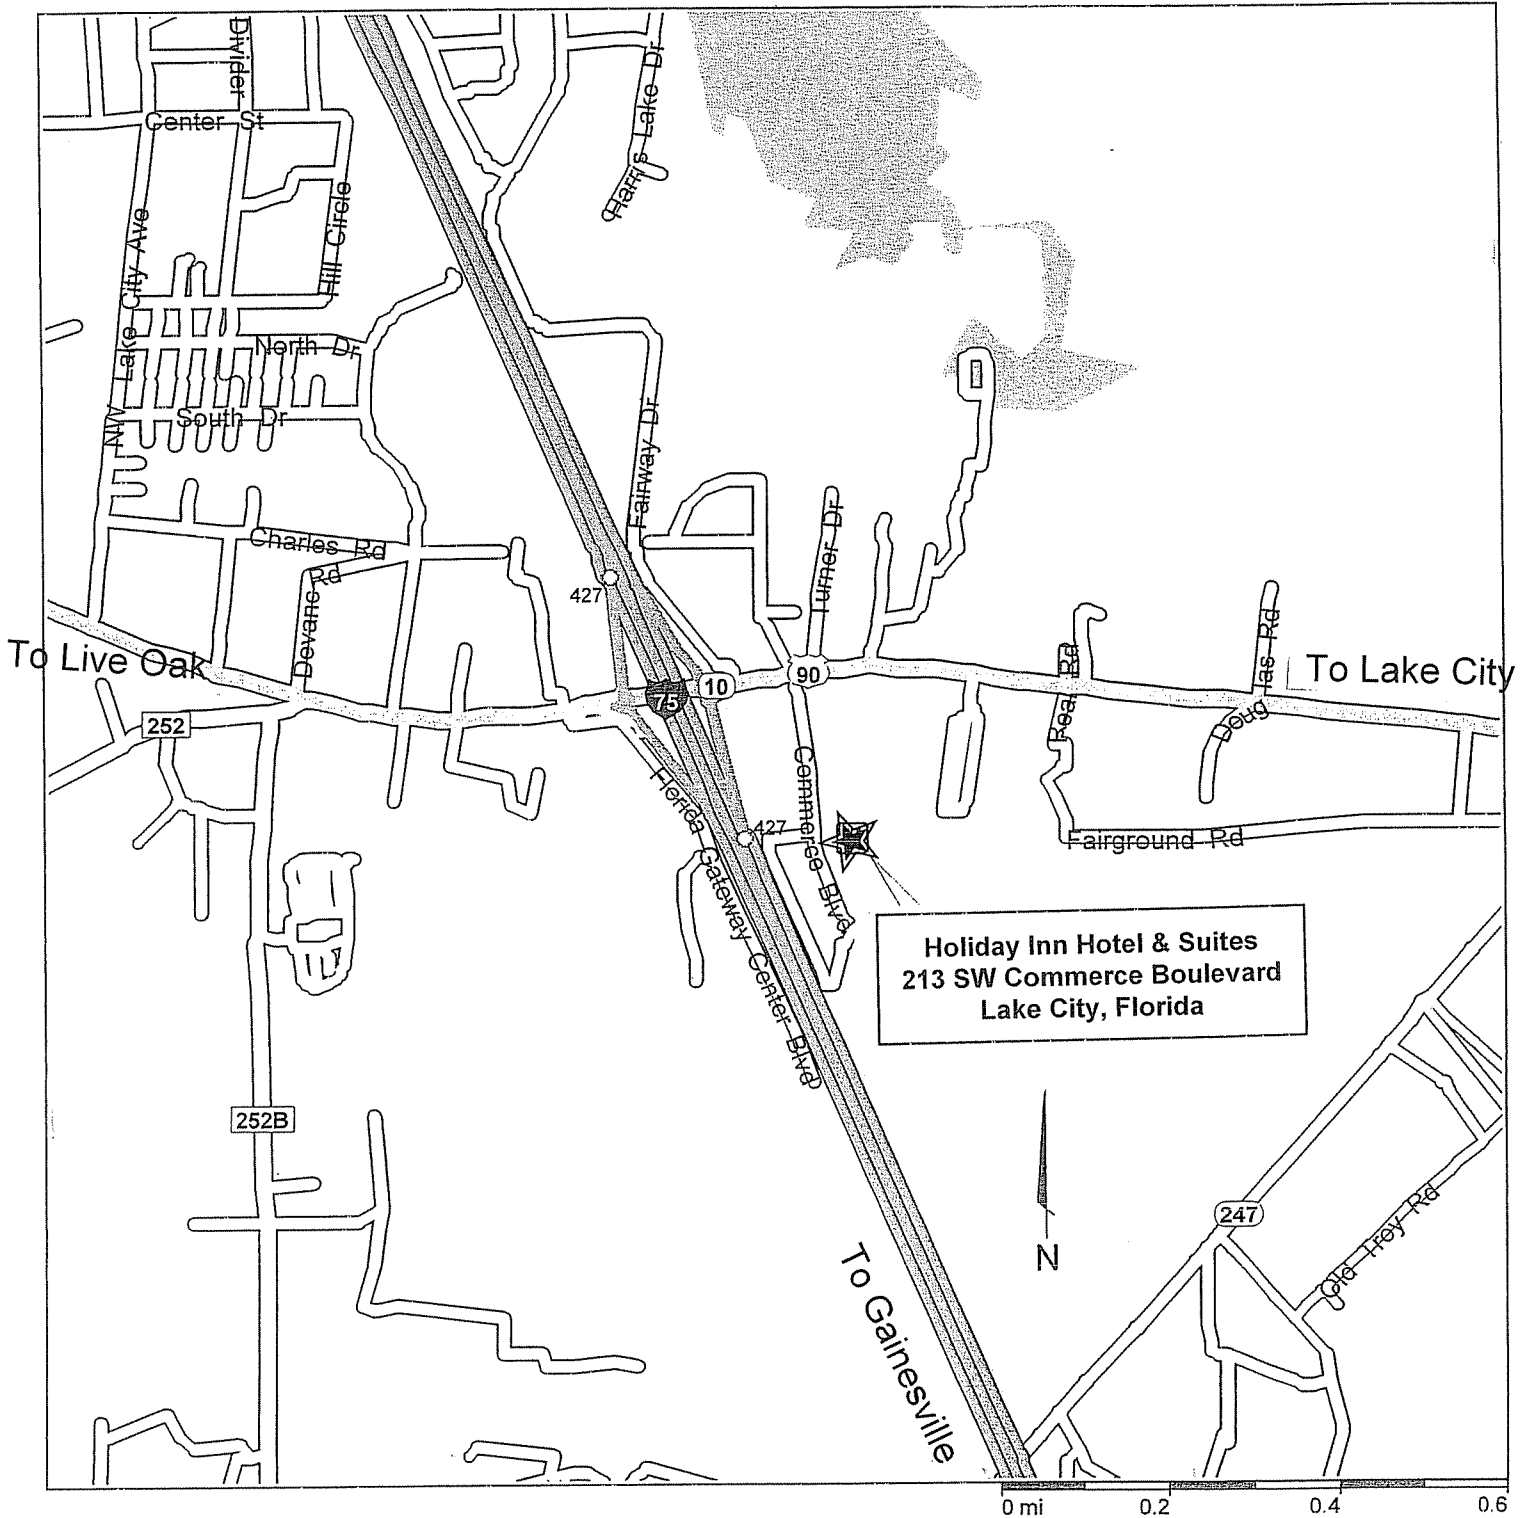 Divider
Center St
Harris Lake Dr
Hill Circle
NW Lake City Ave
North Dr
South Dr
Fairway Dr
Turner Dr
Charles Rd
Devane Rd
427
To Live Oak
75
10
90
Douglas Rd
To Lake City
252
Florida Gateway Center Blvd
Commerce Blvd
427
Fairground Rd
Holiday Inn Hotel & Suites
213 SW Commerce Boulevard
Lake City, Florida
252B
N
247
Old Troy Rd
To Gainesville
0 mi 0.2 0.4 0.6